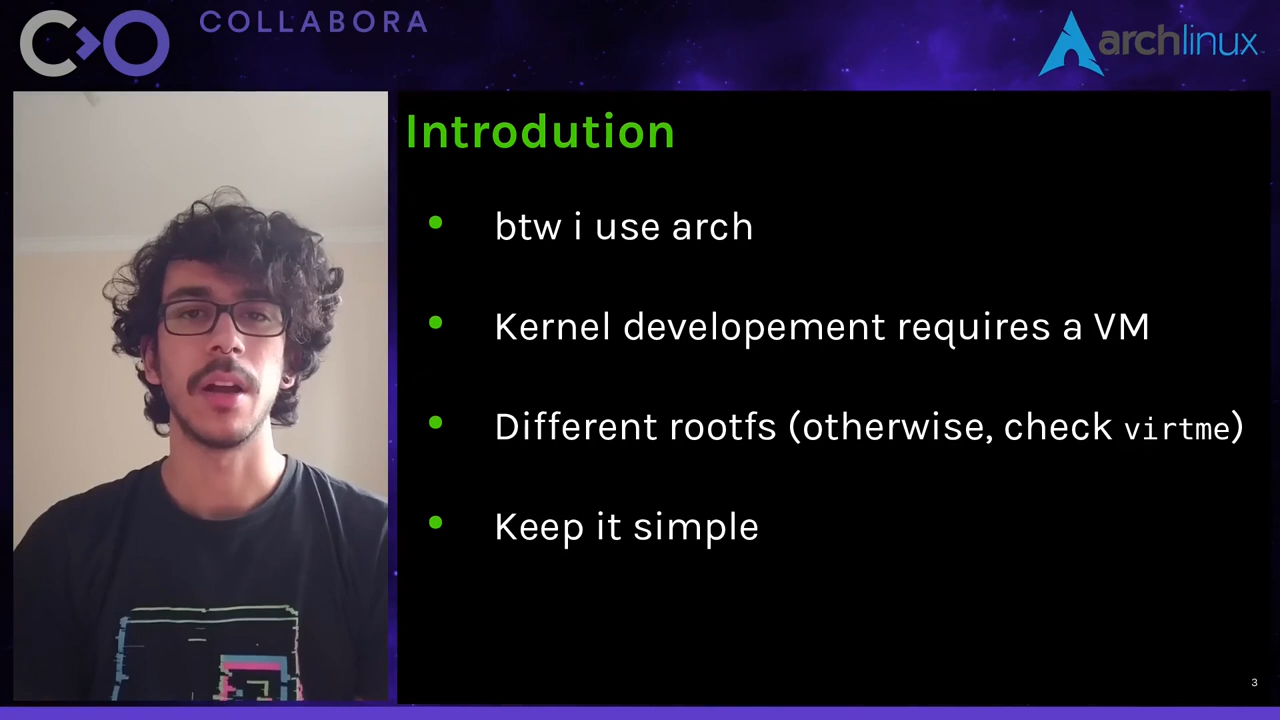 COLLABORA
archlinux
Introdution
btw i use arch
Kernel developement requires a VM
Different rootfs (otherwise, check virtme)
Keep it simple
3